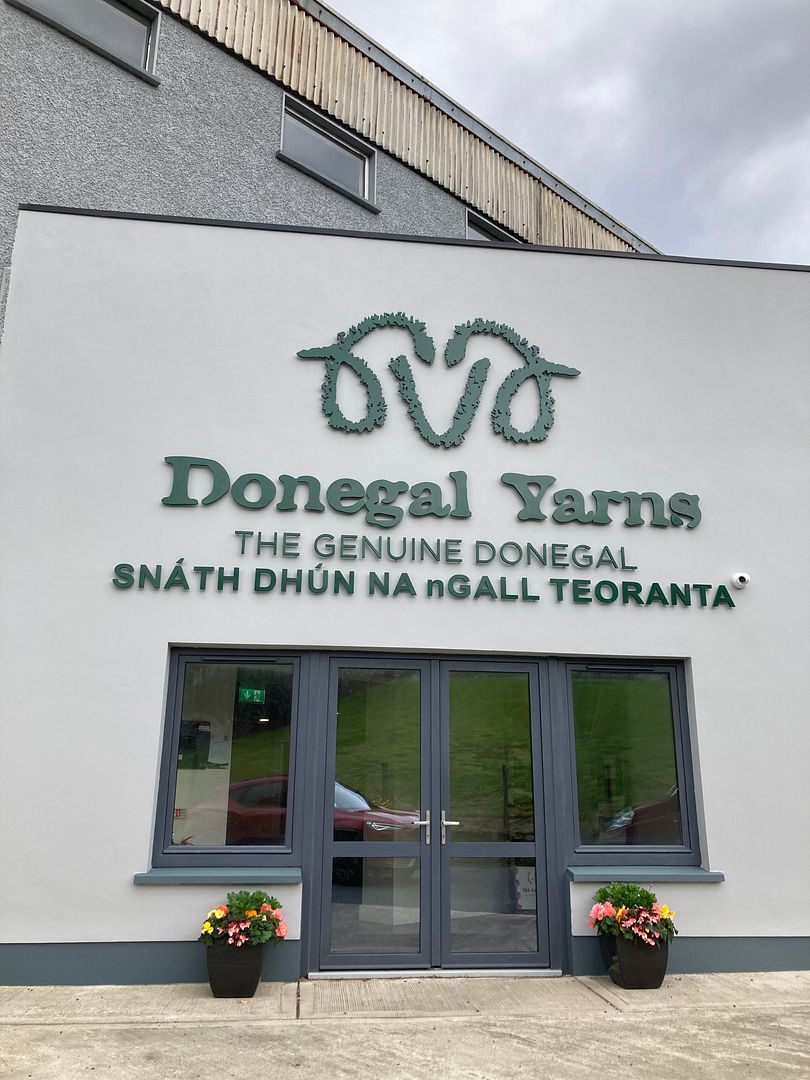 Donegal Yarns
THE GENUINE DONEGAL
SNÁTH DHÚN NA nGALL TEORANTA